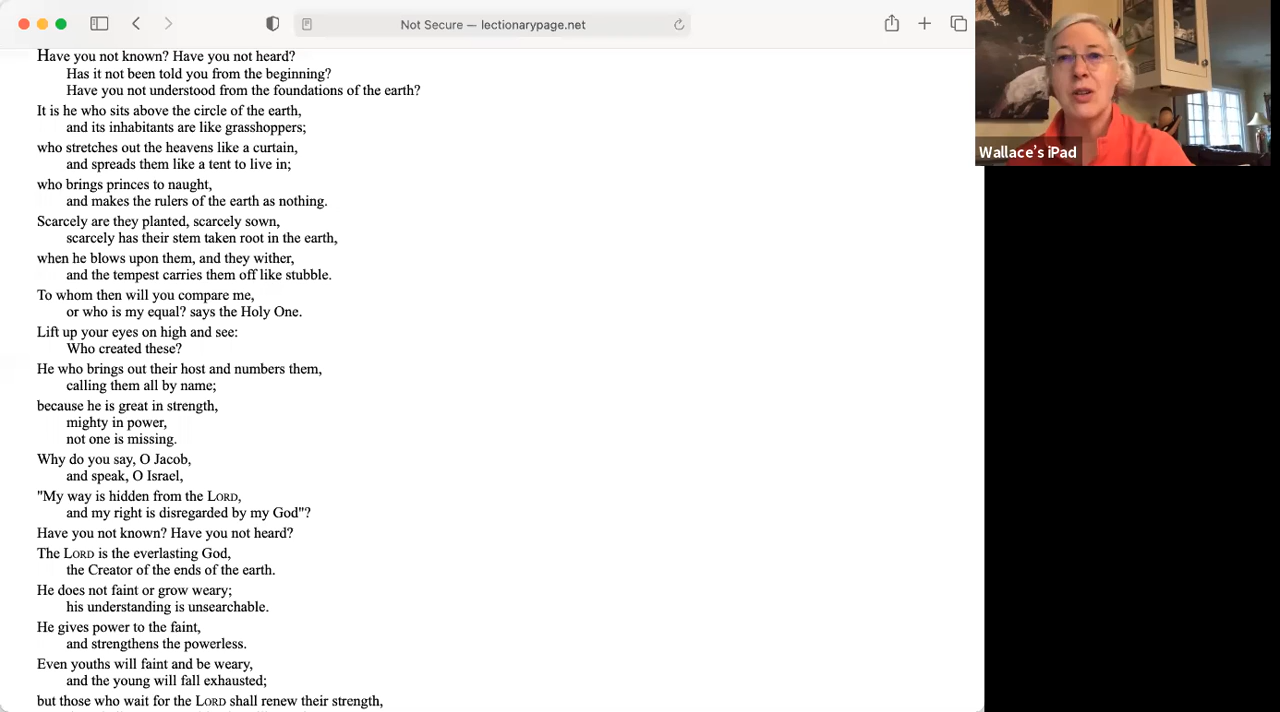 Not Secure — lectionarypage.net
Have you not known? Have you not heard?
Has it not been told you from the beginning?
Have you not understood from the foundations of the earth?
It is he who sits above the circle of the earth,
and its inhabitants are like grasshoppers;
who stretches out the heavens like a curtain,
and spreads them like a tent to live in;
who brings princes to naught,
and makes the rulers of the earth as nothing.
Scarcely are they planted, scarcely sown,
scarcely has their stem taken root in the earth,
when he blows upon them, and they wither,
and the tempest carries them off like stubble.
To whom then will you compare me,
or who is my equal? says the Holy One.
Lift up your eyes on high and see:
Who created these?
He who brings out their host and numbers them,
calling them all by name;
because he is great in strength,
mighty in power,
not one is missing.
Why do you say, O Jacob,
and speak, O Israel,
"My way is hidden from the LORD,
and my right is disregarded by my God"?
Have you not known? Have you not heard?
The LORD is the everlasting God,
the Creator of the ends of the earth.
He does not faint or grow weary;
his understanding is unsearchable.
He gives power to the faint,
and strengthens the powerless.
Even youths will faint and be weary,
and the young will fall exhausted;
but those who wait for the LORD shall renew their strength,
Wallace's iPad